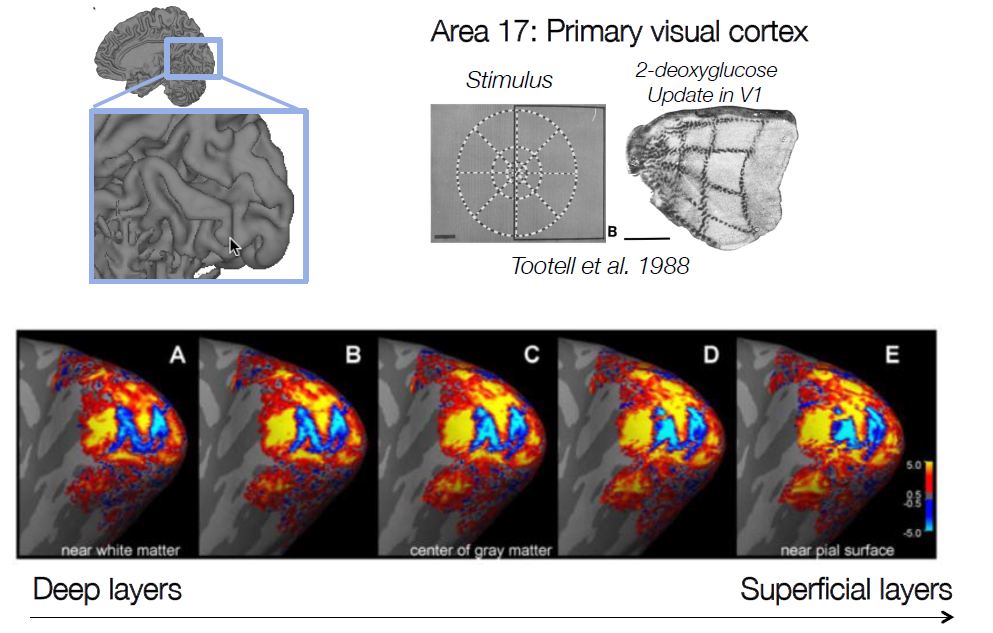 Area 17: Primary visual cortex
Stimulus
2-deoxyglucose
Update in V1
B
Tootell et al. 1988
A
B
C
D
E
5.0
0.5
-0.5
-5.0
near white matter
center of gray matter
near pial surface
Deep layers
Superficial layers